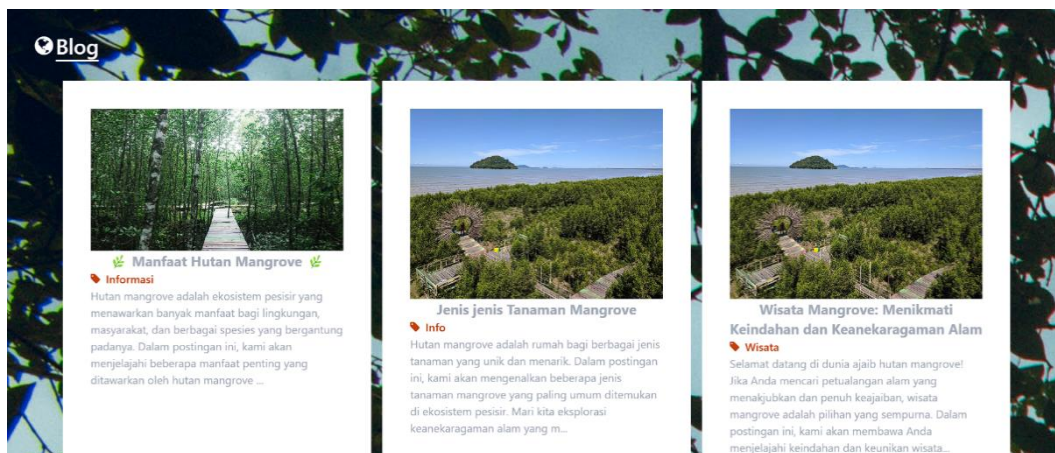 Blog
Manfaat Hutan Mangrove
Informasi
Hutan mangrove adalah ekosistem pesisir yang
menawarkan banyak manfaat bagi lingkungan,
masyarakat, dan berbagai spesies yang bergantung
padanya. Dalam postingan ini, kami akan
menjelajahi beberapa manfaat penting yang
ditawarkan oleh hutan mangrove ...
Jenis jenis Tanaman Mangrove
Info
Hutan mangrove adalah rumah bagi berbagai jenis
tanaman yang unik dan menarik. Dalam postingan
ini, kami akan mengenalkan beberapa jenis
tanaman mangrove yang paling umum ditemukan
di ekosistem pesisir. Mari kita eksplorasi
keanekaragaman alam yang m...
Wisata Mangrove: Menikmati
Keindahan dan Keanekaragaman Alam
Wisata
Selamat datang di dunia ajaib hutan mangrove!
Jika Anda mencari petualangan alam yang
menakjubkan dan penuh keajaiban, wisata
mangrove adalah pilihan yang sempurna. Dalam
postingan ini, kami akan membawa Anda
menjelajahi keindahan dan keunikan wisata...